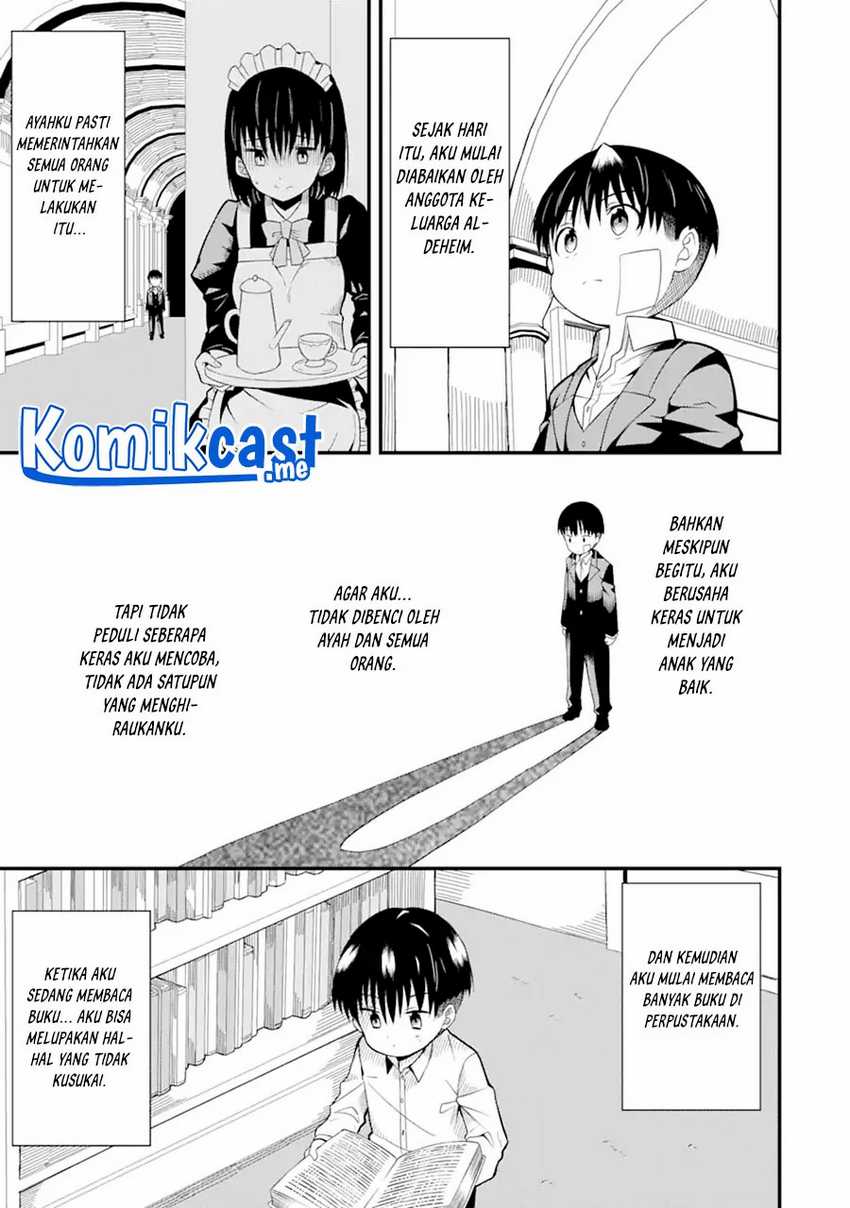 SEJAK HARI
ITU, AKU MULAI
DIABAIKAN OLEH
ANGGOTA KE-
LUARGA AL-
DEHEIM.
AYAHKU PASTI
MEMERINTAHKAN
SEMUA ORANG
UNTUK ME-
LAKUKAN
ITU...
Komikcast
.me
BAHKAN
MESKIPUN
BEGITU, AKU
BERUSAHA
KERAS UNTUK
MENJADI
ANAK YANG
BAIK.
AGAR AKU...
TIDAK DIBENCI OLEH
AYAH DAN SEMUA
ORANG.
TAPI TIDAK
PEDULI SEBERAPA
KERAS AKU MENCOBA,
TIDAK ADA SATUPUN
YANG MENGHI-
RAUKANKU.
DAN KEMUDIAN
AKU MULAI MEMBACA
BANYAK BUKU DI
PERPUSTAKAAN.
KETIKA AKU
SEDANG MEMBACA
BUKU... AKU BISA
MELUPAKAN HAL-
HAL YANG TIDAK
KUSUKAI.